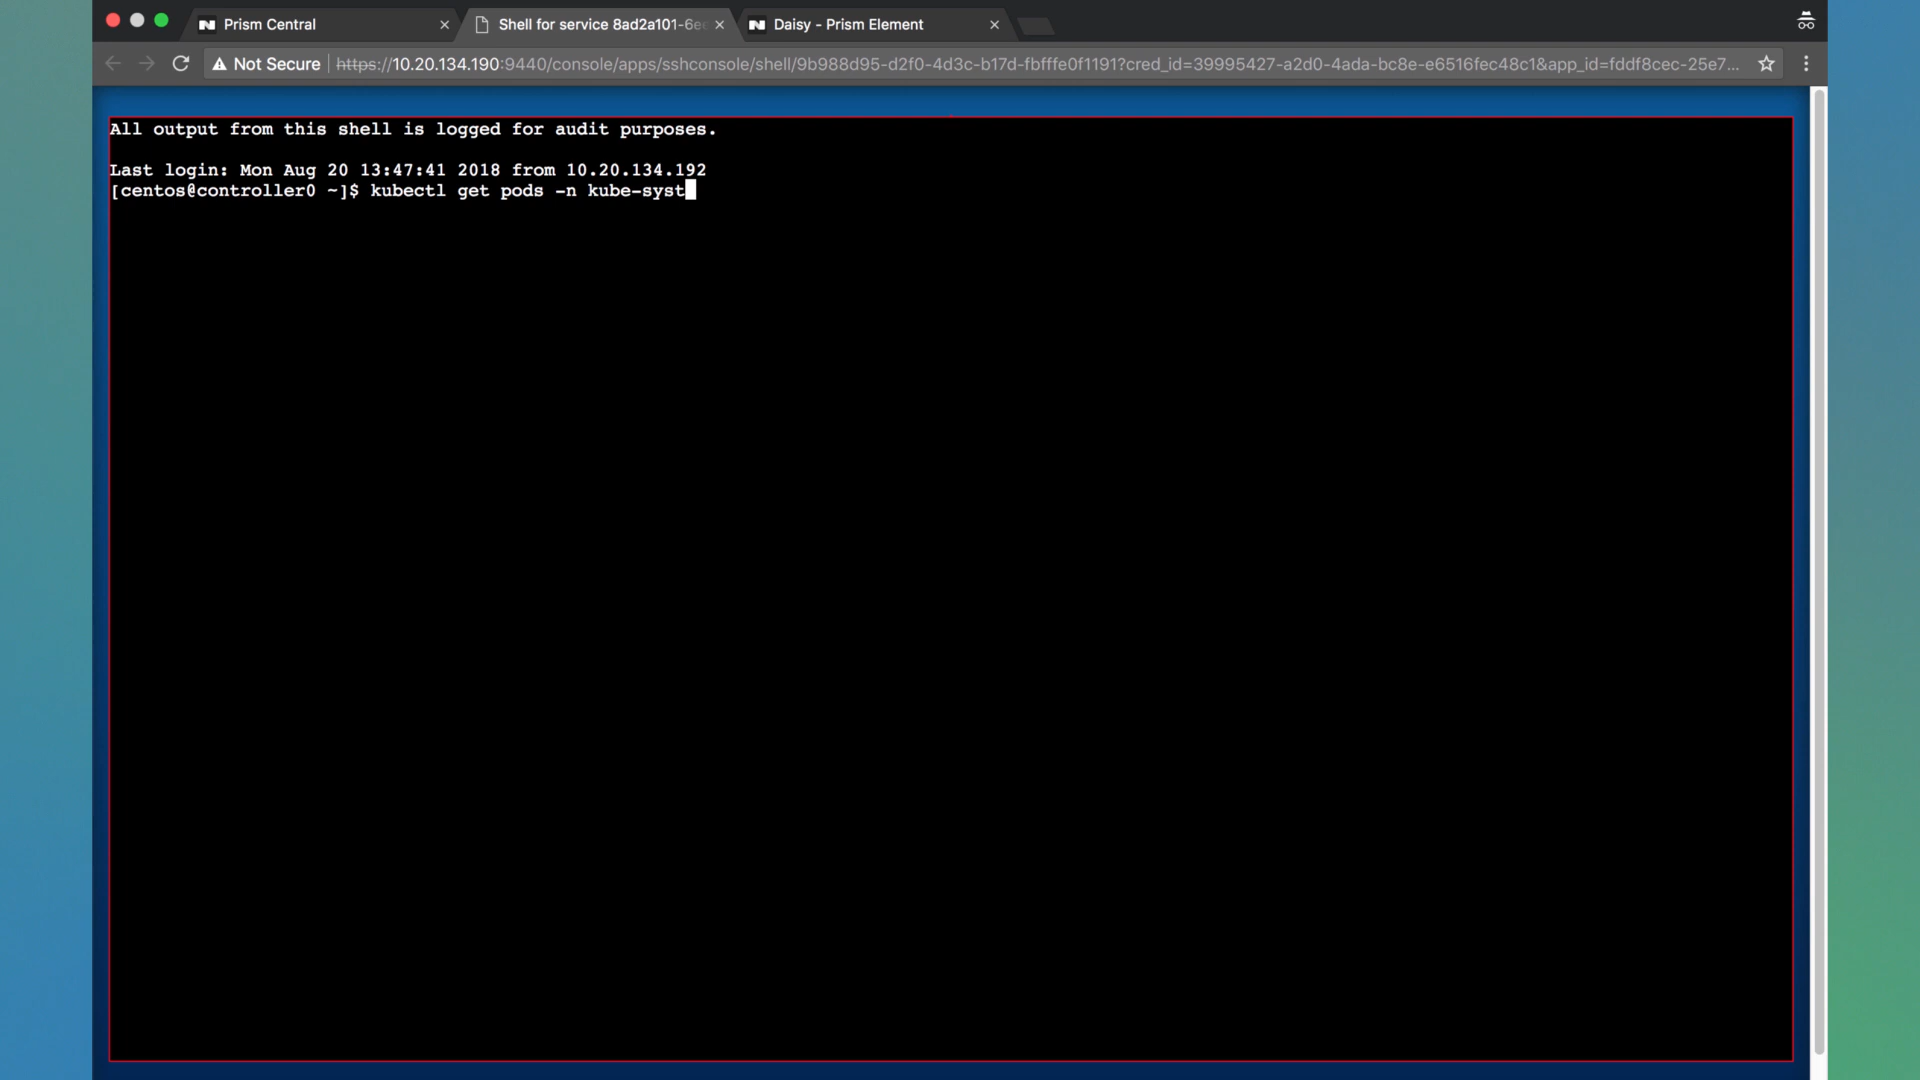 Prism Central
Shell for service 8ad2a101-6ee
Daisy - Prism Element
Not Secure
https://10.20.134.190:9440/console/apps/sshconsole/shell/9b988d95-d2f0-4d3c-b17d-fbfffe0f1191?cred_id=39995427-a2d0-4ada-bc8e-e6516fec48c1&app_id=fddf8cec-25e7...
All output from this shell is logged for audit purposes.
Last login: Mon Aug 20 13:47:41 2018 from 10.20.134.192
[centos@controller0 ~]$ kubectl get pods -n kube-syst